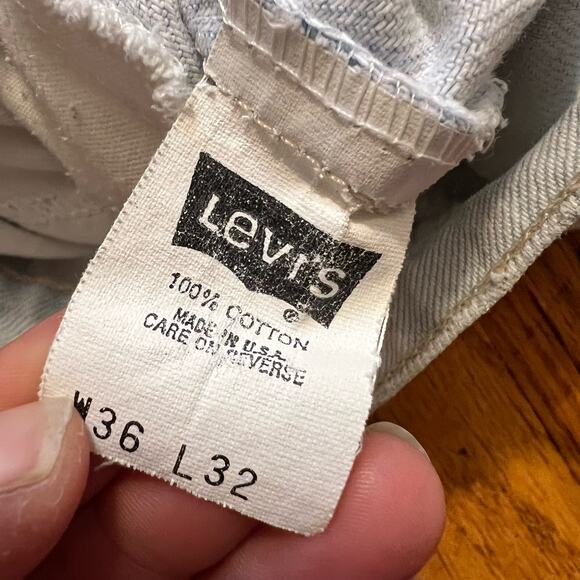 Levi's
®
100% COTTON
MADE IN U.S.A.
CARE ON REVERSE
W36 L32